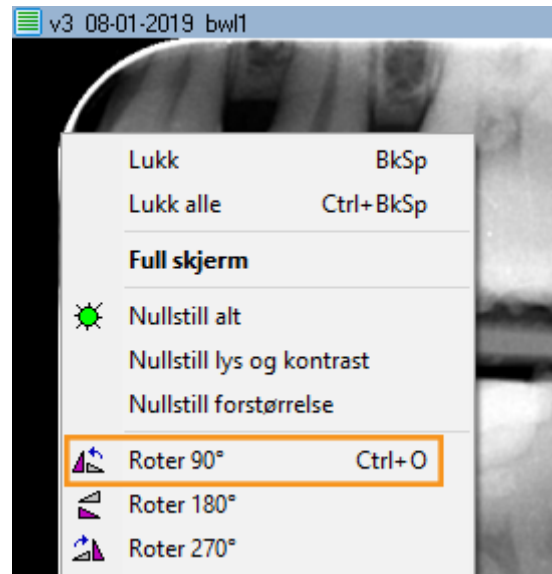 v3 08-01-2019 bwl1
Lukk BkSp
Lukk alle Ctrl+BkSp
Full skjerm
Nullstill alt
Nullstill lys og kontrast
Nullstill forstørrelse
Roter 90° Ctrl+O
Roter 180°
Roter 270°